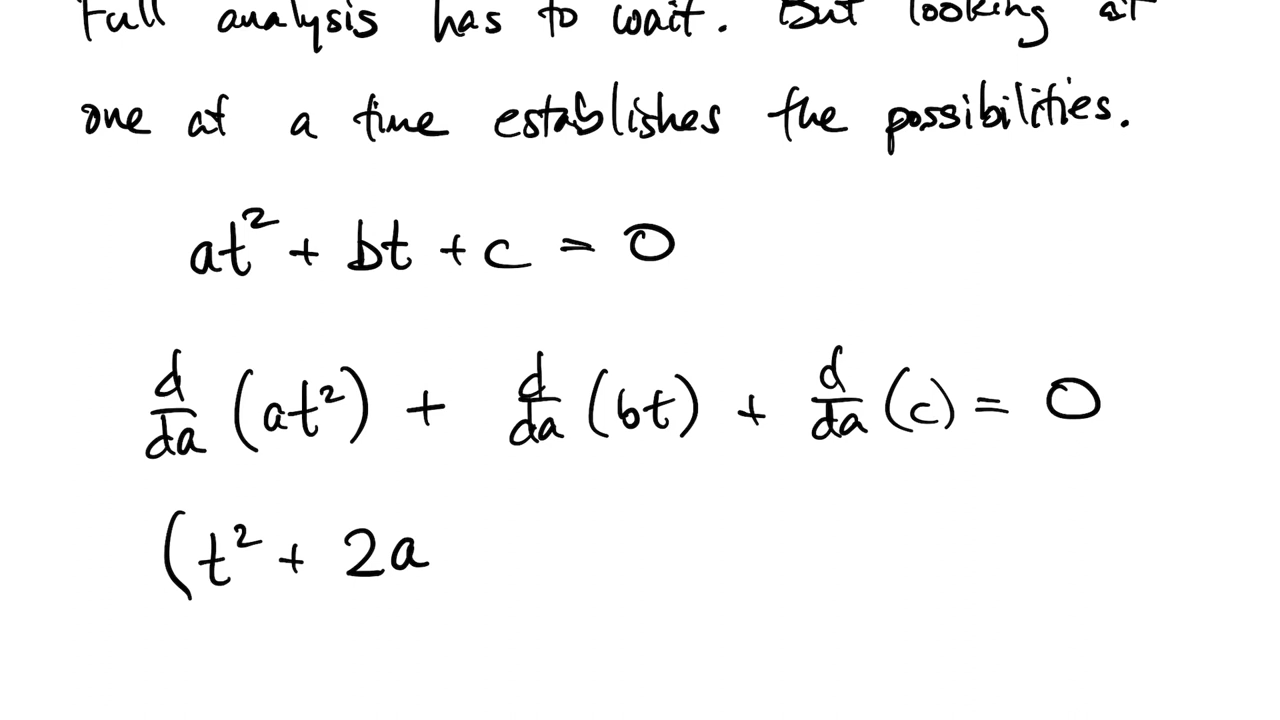 Full analysis has to wait. But looking at
one at a time establishes the possibilities.
at² + bt + c = 0
d/da (at²) + d/da (bt) + d/da (c) = 0
(t² + 2a